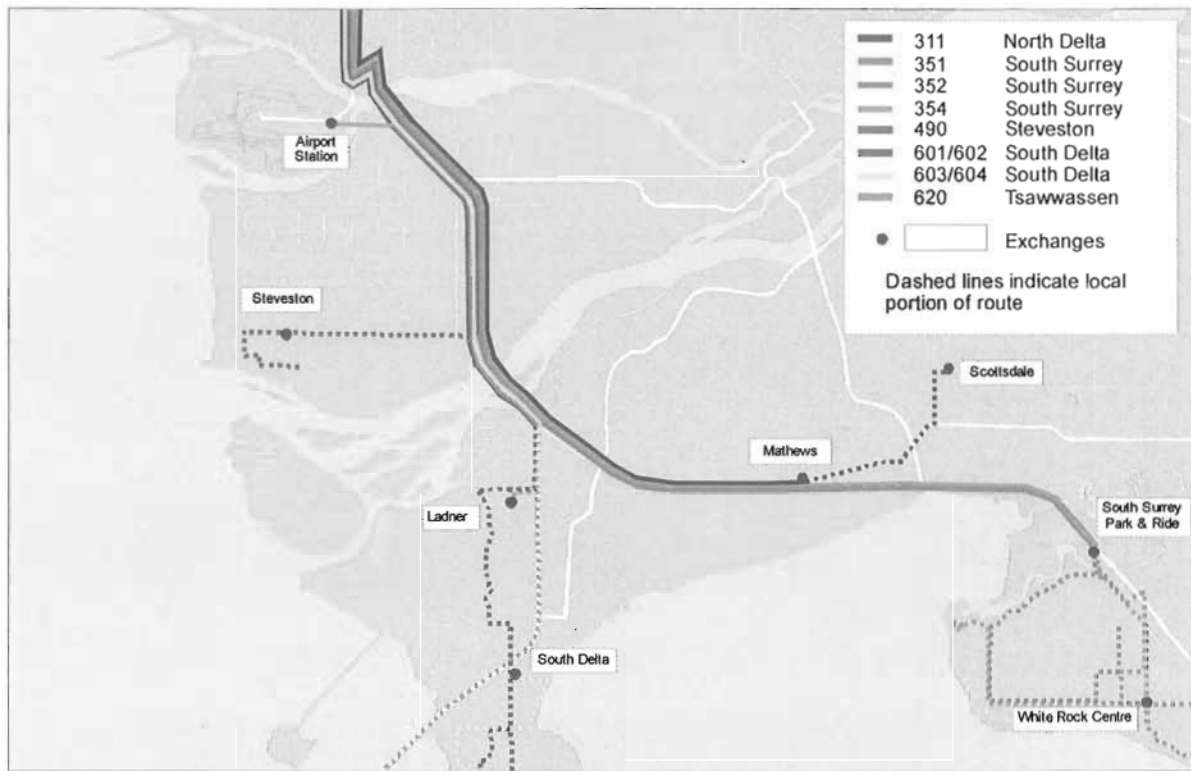 311 North Delta
351 South Surrey
352 South Surrey
354 South Surrey
490 Steveston
601/602 South Delta
603/604 South Delta
620 Tsawwassen
Exchanges
Dashed lines indicate local
portion of route
Airport
Station
Steveston
Scottsdale
Mathews
Ladner
South Surrey
Park & Ride
South Delta
White Rock Centre